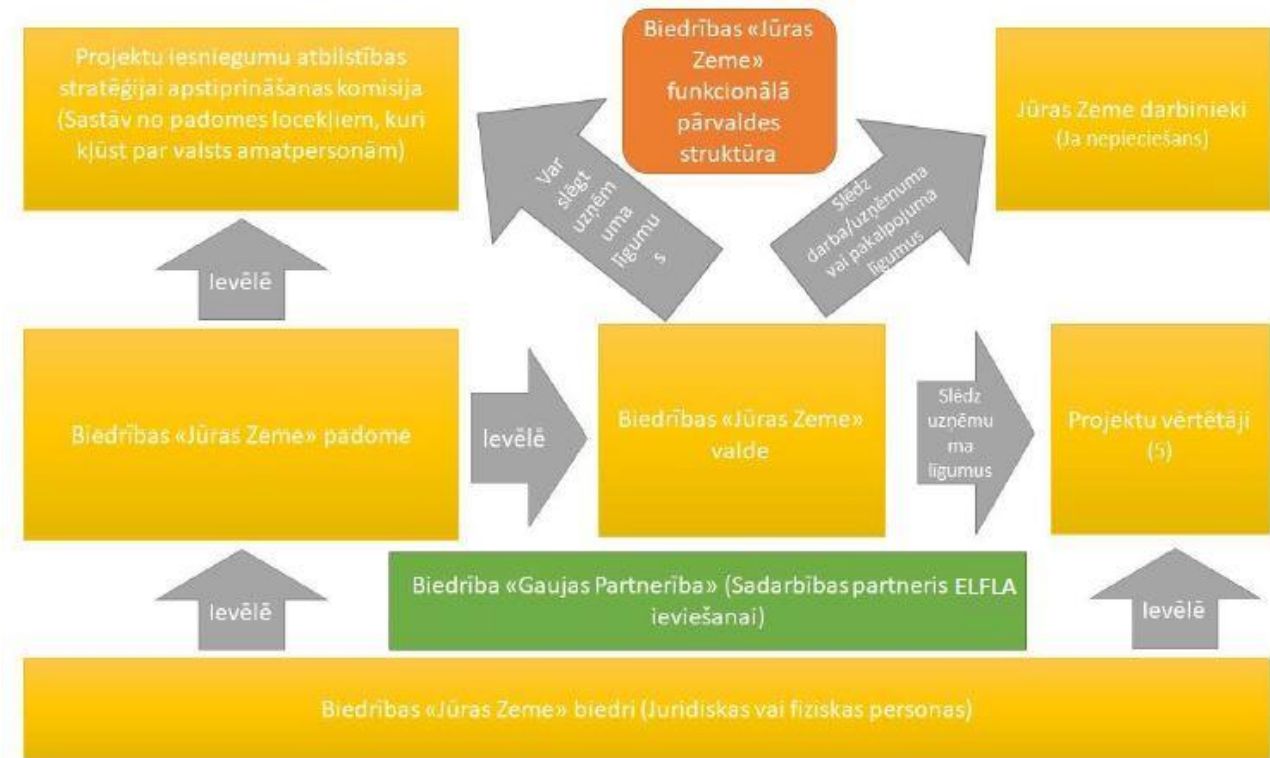 Biedrības «Jūras
Zeme»
funkcionālā
pārvaldes
struktūra
Projektu iesniegumu atbilstības
stratēģijai apstiprināšanas komisija
(Sastāv no padomes locekļiem, kuri
kļūst par valsts amatpersonām)
Jūras Zeme darbinieki
(Ja nepieciešans)
Var
slēgt
uzņēm
uma
līgumu
s
Slēdz
darba/uzņēmuma
vai pakalpojuma
līgumus
Ievēlē
Biedrības «Jūras Zeme» padome
Ievēlē
Biedrības «Jūras Zeme»
valde
Slēdz
uzņēmu
ma
līgumus
Projektu vērtētāji
(5)
Ievēlē
Biedrība «Gaujas Partnerība» (Sadarbības partneris ELFLA
ieviešanai)
Ievēlē
Biedrības «Jūras Zeme» biedri (Juridiskas vai fiziskas personas)